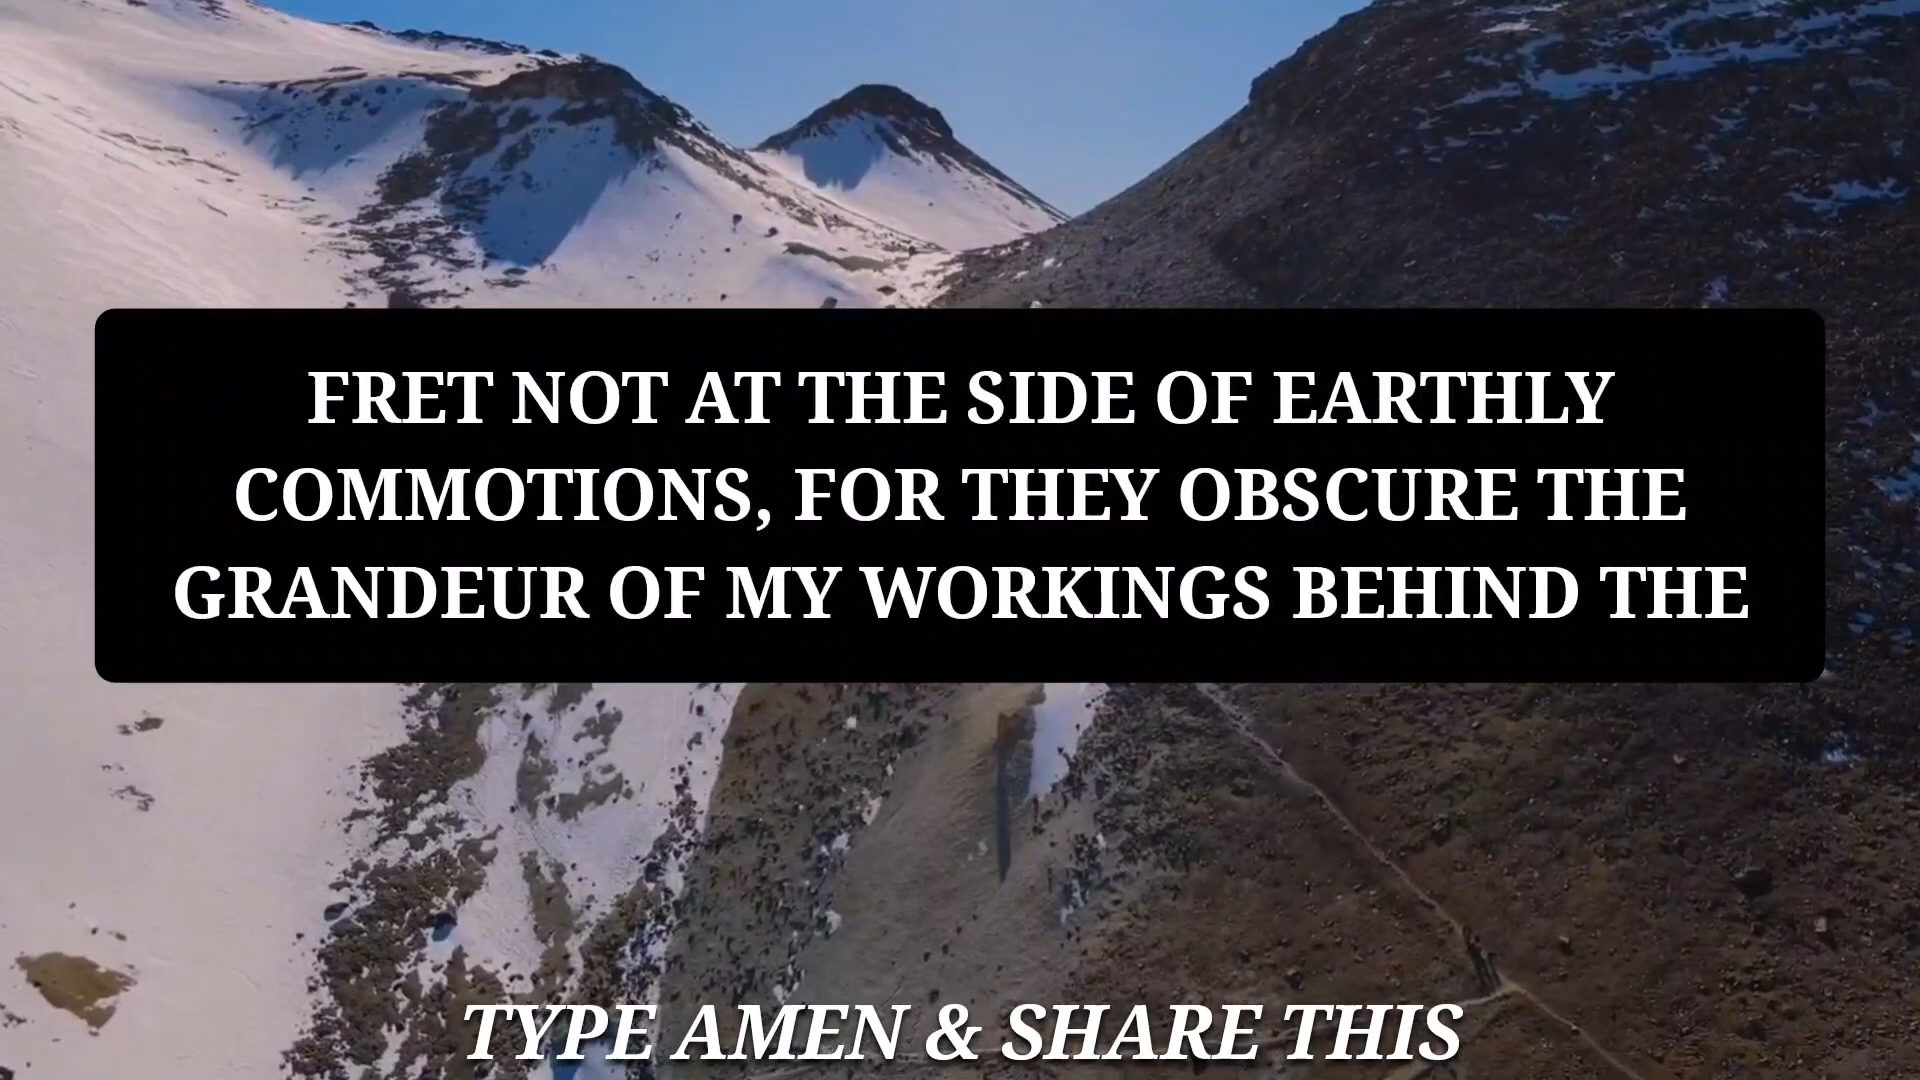 FRET NOT AT THE SIDE OF EARTHLY
COMMOTIONS, FOR THEY OBSCURE THE
GRANDEUR OF MY WORKINGS BEHIND THE
TYPE AMEN & SHARE THIS